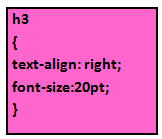 h3
{
text-align: right;
font-size:20pt;
}